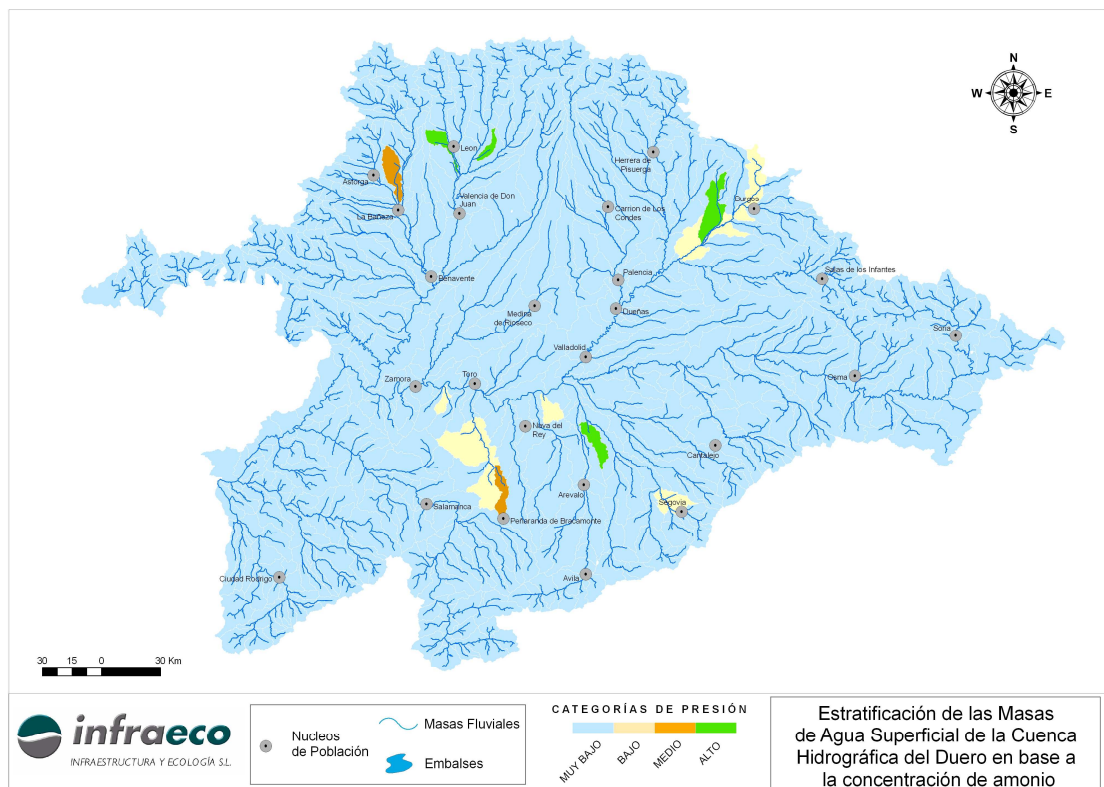 N
W E
S
Leon
Herrera de
Pisuerga
Astorga
Valencia de Don
Juan
La Bañeza
Carrion de Los
Condes
Burgos
Benavente
Palencia
Salas de los Infantes
Medina
de Rioseco
Dueñas
Soria
Valladolid
Zamora
Toro
Osma
Nava del
Rey
Cantalejo
Arevalo
Salamanca
Segovia
Peñaranda de Bracamonte
Ciudad Rodrigo
Avila
30 15 0 30 Km
infraeco
INFRAESTRUCTURA Y ECOLOGÍA S.L.
Núcleos
de Población
Masas Fluviales
Embalses
CATEGORÍAS DE PRESIÓN
MUY BAJO
BAJO
MEDIO
ALTO
Estratificación de las Masas
de Agua Superficial de la Cuenca
Hidrográfica del Duero en base a
la concentración de amonio